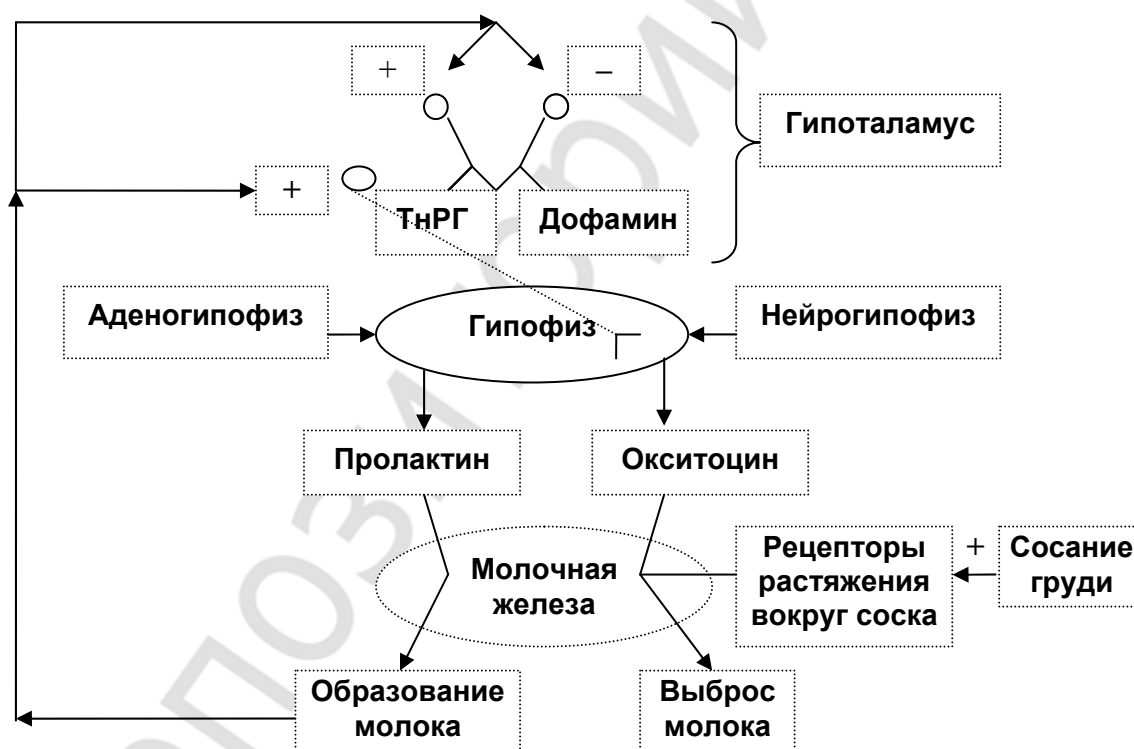 +
–
Гипоталамус
+
ТнРГ
Дофамин
Аденогипофиз
Гипофиз
Нейрогипофиз
Пролактин
Окситоцин
Молочная
железа
Рецепторы
растяжения
вокруг соска
+
Сосание
груди
Образование
молока
Выброс
молока